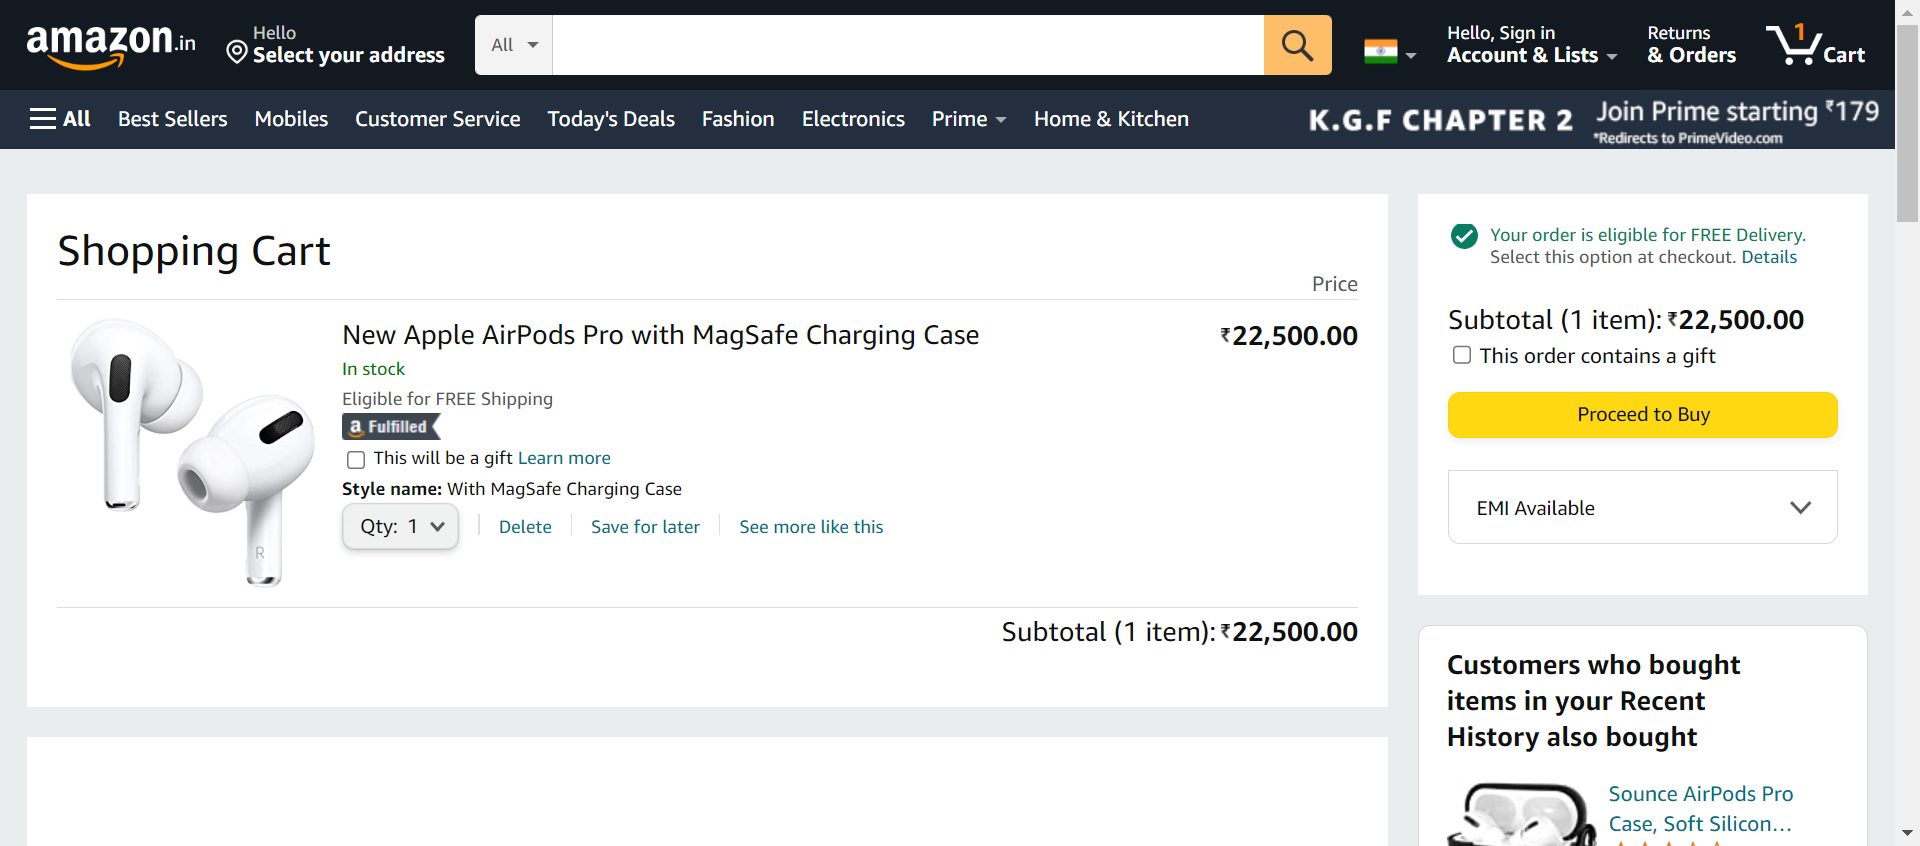 amazon.in
Hello
Select your address
All
Hello, Sign in
Account & Lists
Returns
& Orders
1
Cart
All
Best Sellers
Mobiles
Customer Service
Today's Deals
Fashion
Electronics
Prime
Home & Kitchen
K.G.F CHAPTER 2
Join Prime starting ₹179
*Redirects to PrimeVideo.com
Shopping Cart
Price
New Apple AirPods Pro with MagSafe Charging Case
₹22,500.00
In stock
Eligible for FREE Shipping
a Fulfilled
This will be a gift Learn more
Style name: With MagSafe Charging Case
Qty: 1
Delete
Save for later
See more like this
R
Subtotal (1 item): ₹22,500.00
Your order is eligible for FREE Delivery.
Select this option at checkout. Details
Subtotal (1 item): ₹22,500.00
This order contains a gift
Proceed to Buy
EMI Available
Customers who bought
items in your Recent
History also bought
Sounce AirPods Pro
Case, Soft Silicon…